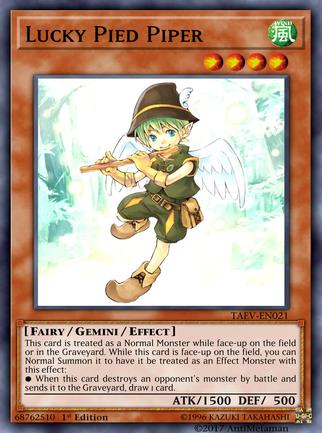 Lucky Pied Piper
WIND
風
TAEV-EN021
[Fairy / Gemini / Effect]
This card is treated as a Normal Monster while face-up on the field
or in the Graveyard. While this card is face-up on the field, you can
Normal Summon it to have it be treated as an Effect Monster with
this effect:
● When this card destroys an opponent's monster by battle and
sends it to the Graveyard, draw 1 card.
ATK/1500 DEF/ 500
68762510 1st Edition ©1996 KAZUKI TAKAHASHI
©2017 AntiMetaman